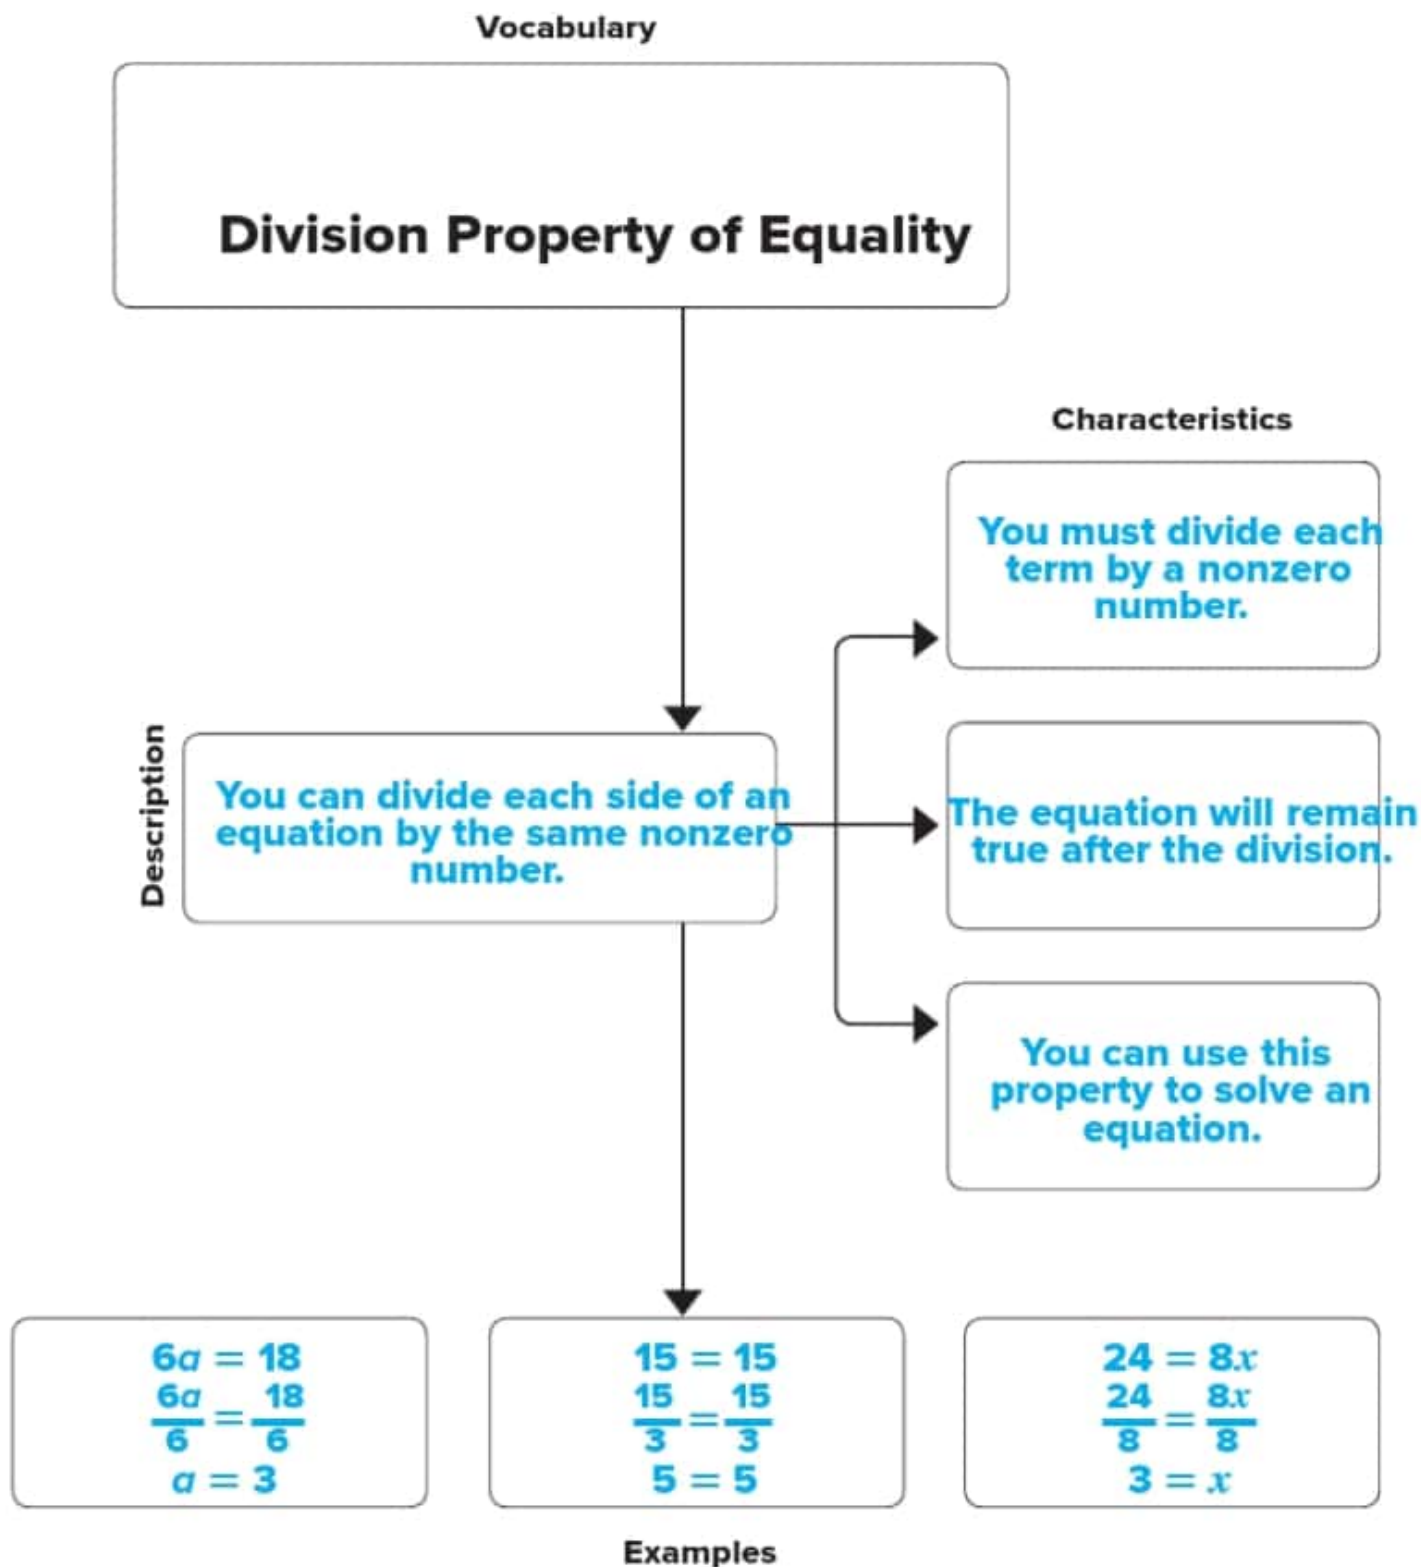 Vocabulary
Division Property of Equality
Characteristics
You must divide each
term by a nonzero
number.
Description
You can divide each side of an
equation by the same nonzero
number.
The equation will remain
true after the division.
You can use this
property to solve an
equation.
6a = 18
6a/6 = 18/6
a = 3
15 = 15
15/3 = 15/3
5 = 5
24 = 8x
24/8 = 8x/8
3 = x
Examples